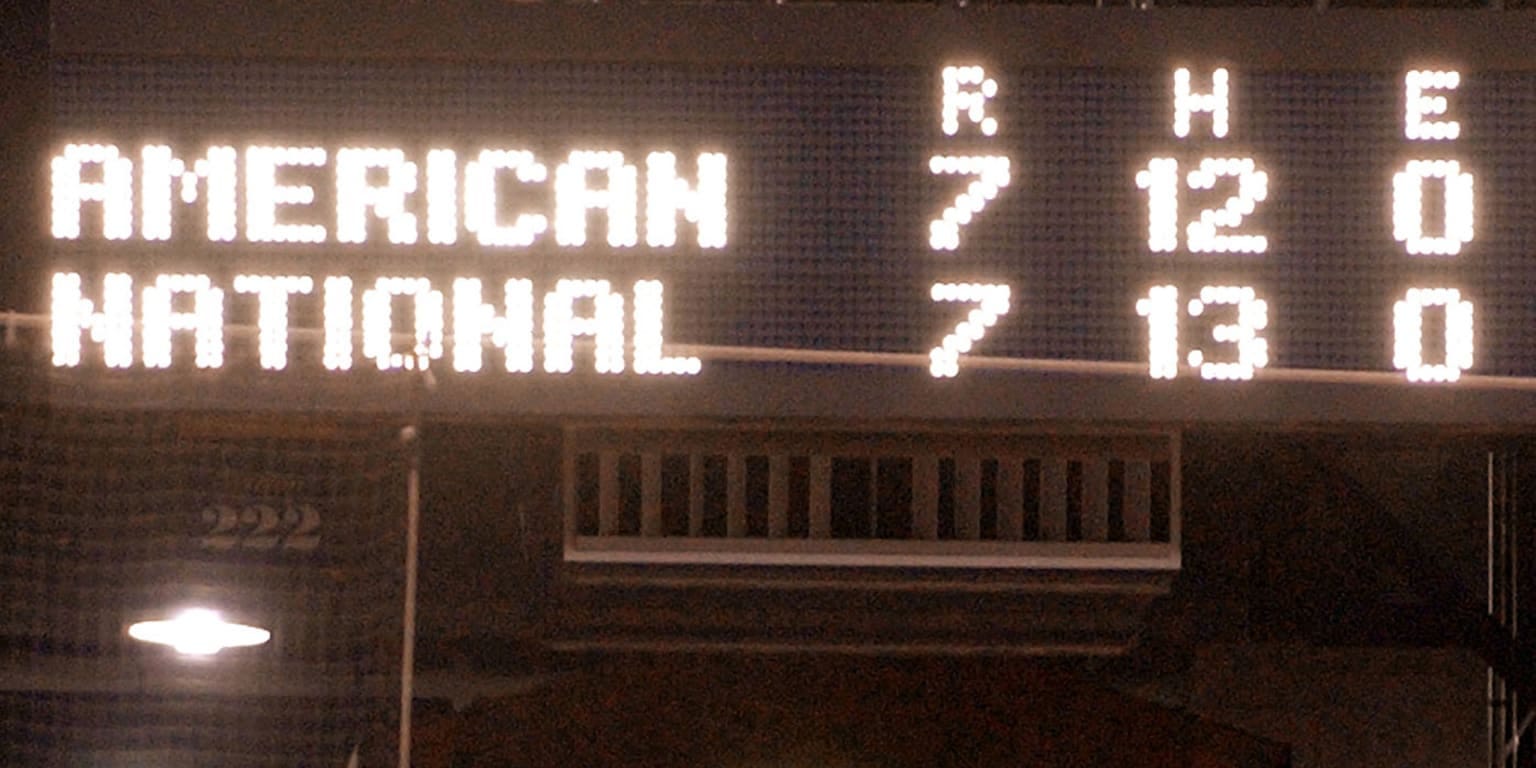 R H E
AMERICAN 7 12 0
NATIONAL 7 13 0
222